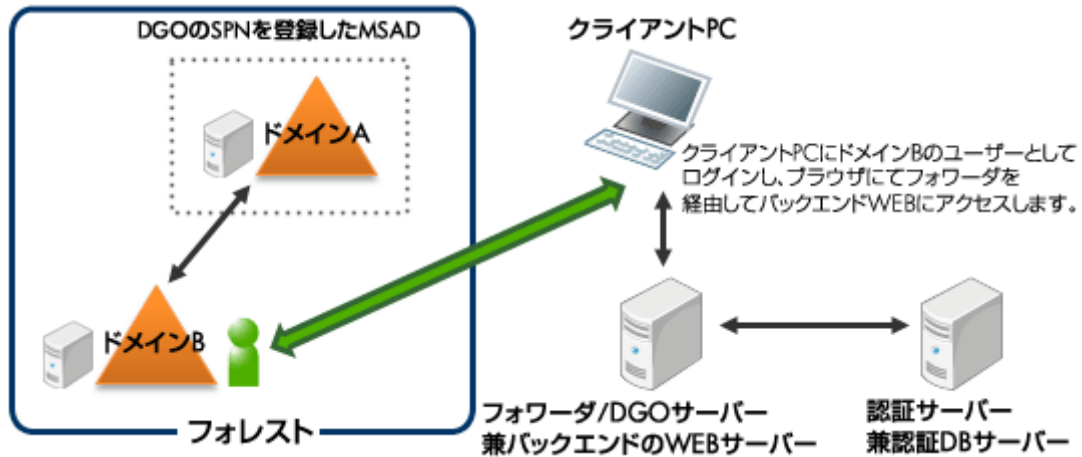 DGOのSPNを登録したMSAD
ドメインA
ドメインB
フォレスト
クライアントPC
クライアントPCにドメインBのユーザーとして
ログインし、ブラウザにてフォワーダを
経由してバックエンドWEBにアクセスします。
フォワーダ/DGOサーバー
兼バックエンドのWEBサーバー
認証サーバー
兼認証DBサーバー